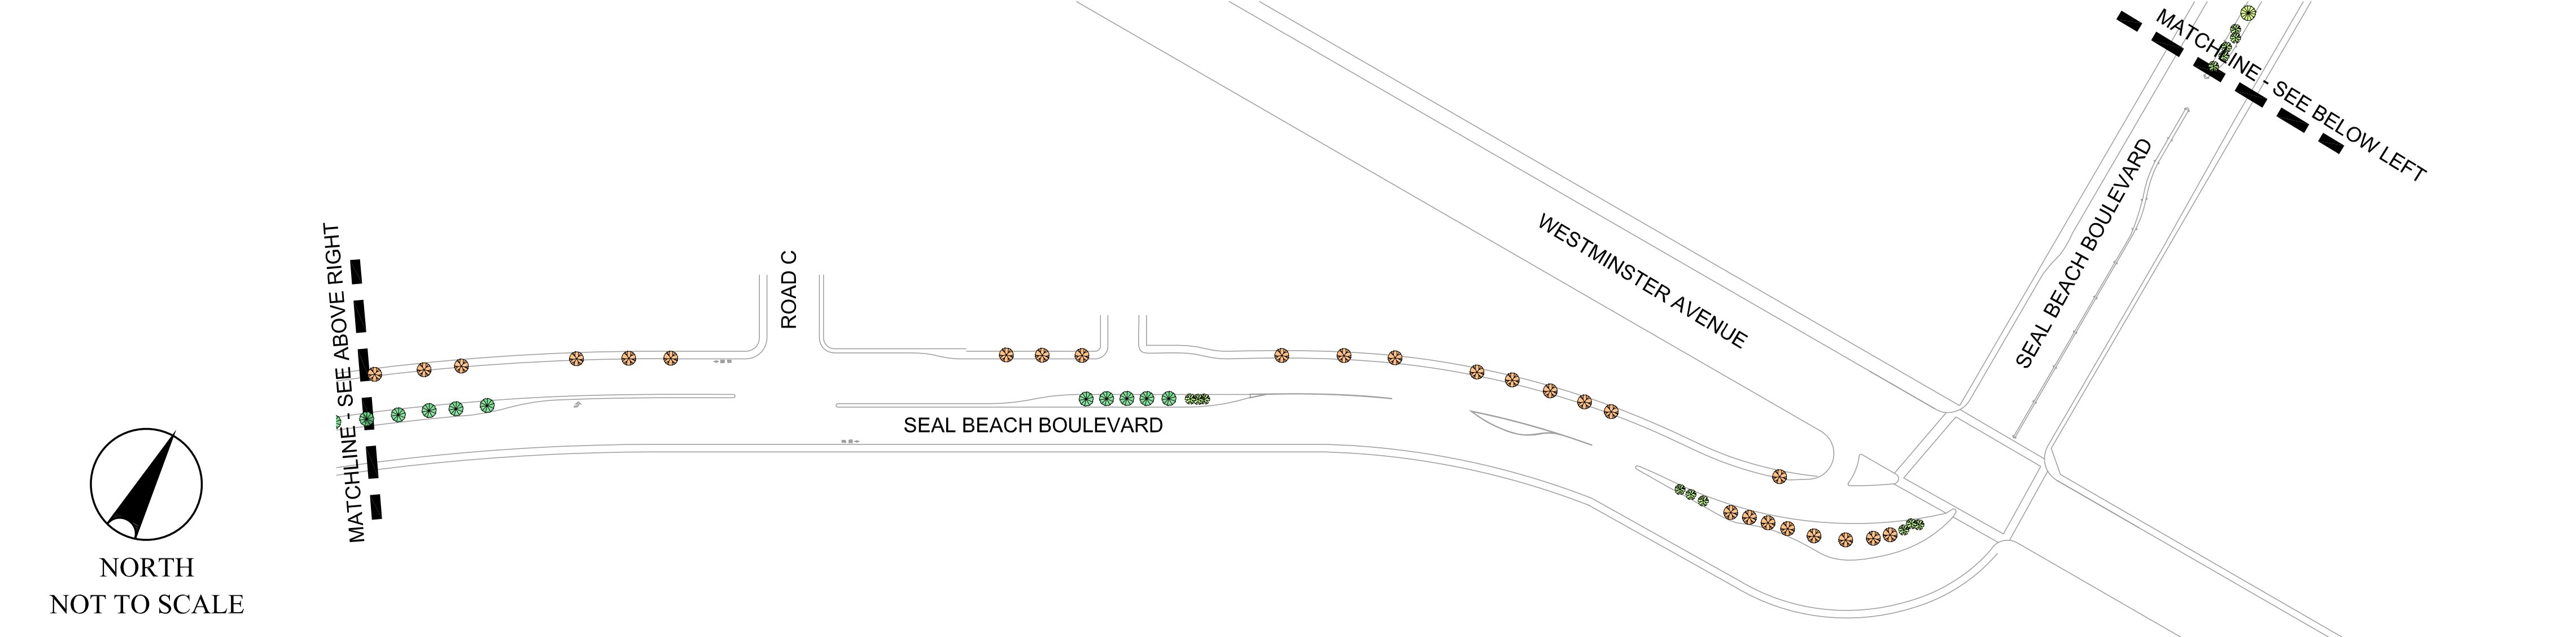 MATCHLINE - SEE BELOW LEFT
SEAL BEACH BOULEVARD
WESTMINSTER AVENUE
MATCHLINE - SEE ABOVE RIGHT
ROAD C
SEAL BEACH BOULEVARD
NORTH
NOT TO SCALE